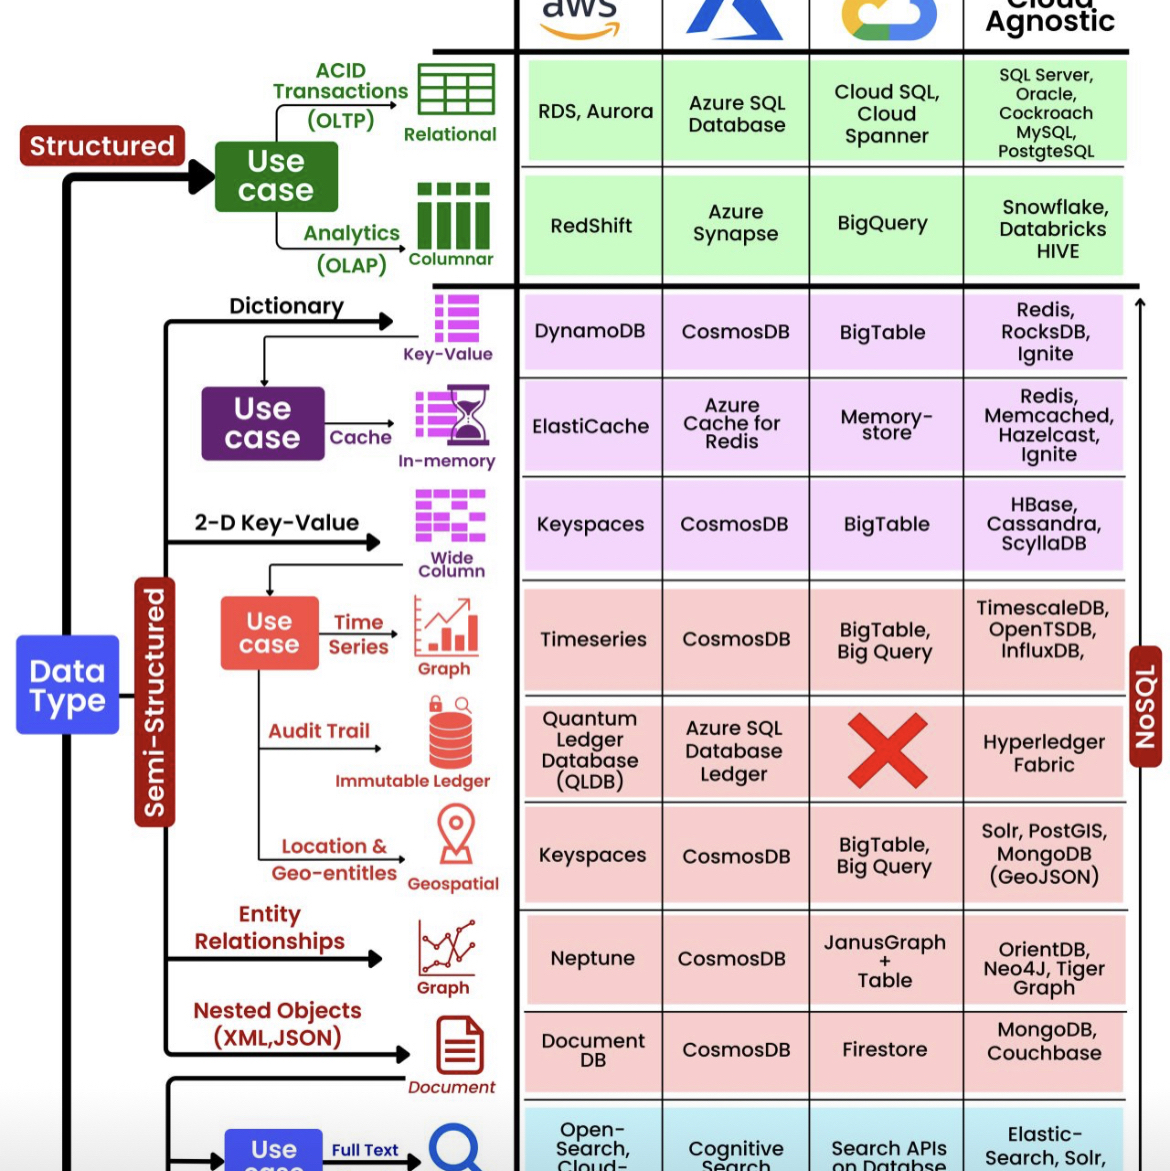 aws
Cloud
Agnostic
ACID
Transactions
(OLTP)
Relational
Structured
Use
case
Analytics
(OLAP)
Columnar
RDS, Aurora
Azure SQL
Database
Cloud SQL,
Cloud
Spanner
SQL Server,
Oracle,
Cockroach
MySQL,
PostgteSQL
RedShift
Azure
Synapse
BigQuery
Snowflake,
Databricks
HIVE
Dictionary
Key-Value
DynamoDB
CosmosDB
BigTable
Redis,
RocksDB,
Ignite
Use
case
Cache
In-memory
ElastiCache
Azure
Cache for
Redis
Memory-
store
Redis,
Memcached,
Hazelcast,
Ignite
2-D Key-Value
Wide
Column
Keyspaces
CosmosDB
BigTable
HBase,
Cassandra,
ScyllaDB
Data
Type
Semi-Structured
NoSQL
Use
case
Time
Series
Graph
Timeseries
CosmosDB
BigTable,
Big Query
TimescaleDB,
OpenTSDB,
InfluxDB,
Audit Trail
Immutable Ledger
Quantum
Ledger
Database
(QLDB)
Azure SQL
Database
Ledger
Hyperledger
Fabric
Location &
Geo-entitles
Geospatial
Keyspaces
CosmosDB
BigTable,
Big Query
Solr, PostGIS,
MongoDB
(GeoJSON)
Entity
Relationships
Graph
Neptune
CosmosDB
JanusGraph
+
Table
OrientDB,
Neo4J, Tiger
Graph
Nested Objects
(XML,JSON)
Document
Document
DB
CosmosDB
Firestore
MongoDB,
Couchbase
Use
case
Full Text
Open-
Search,
Cloud-
Cognitive
Search
Search APIs
on Databse
Elastic-
Search, Solr,